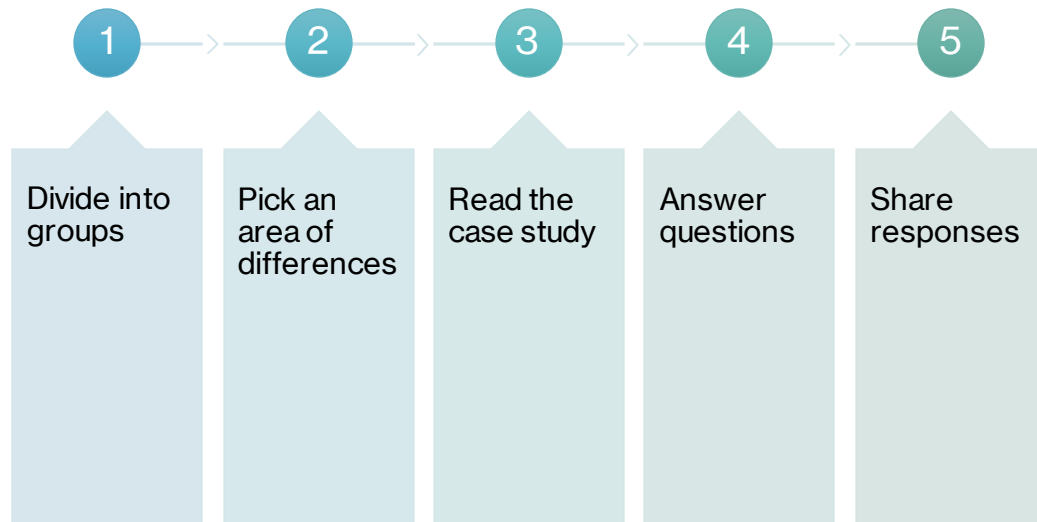 1
2
3
4
5
Divide into
groups
Pick an
area of
differences
Read the
case study
Answer
questions
Share
responses